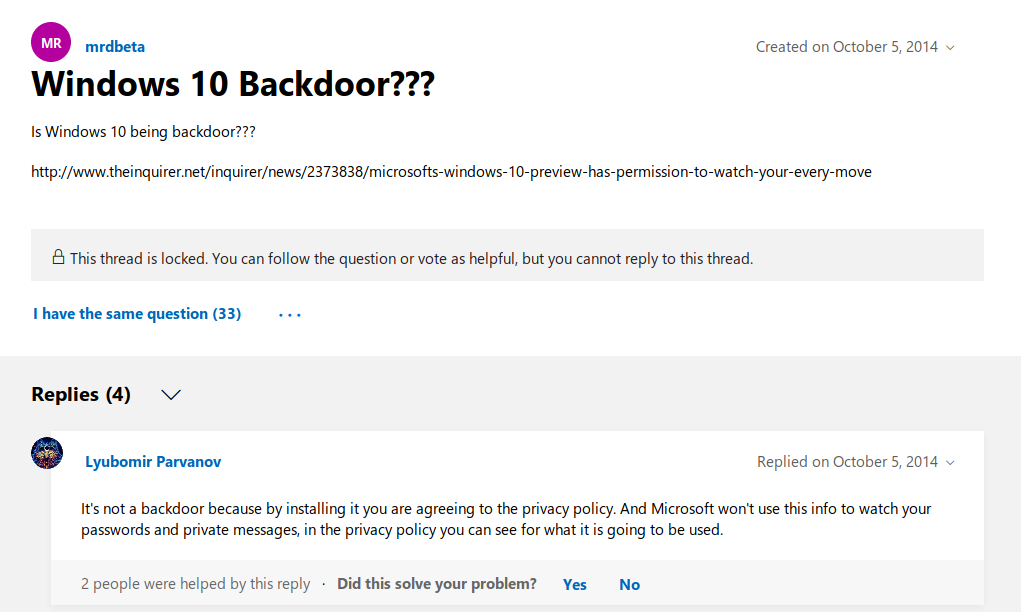 MR
mrdbeta
Created on October 5, 2014
Windows 10 Backdoor???
Is Windows 10 being backdoor???
http://www.theinquirer.net/inquirer/news/2373838/microsofts-windows-10-preview-has-permission-to-watch-your-every-move
This thread is locked. You can follow the question or vote as helpful, but you cannot reply to this thread.
I have the same question (33)
...
Replies (4)
Lyubomir Parvanov
Replied on October 5, 2014
It's not a backdoor because by installing it you are agreeing to the privacy policy. And Microsoft won't use this info to watch your
passwords and private messages, in the privacy policy you can see for what it is going to be used.
2 people were helped by this reply · Did this solve your problem? Yes No